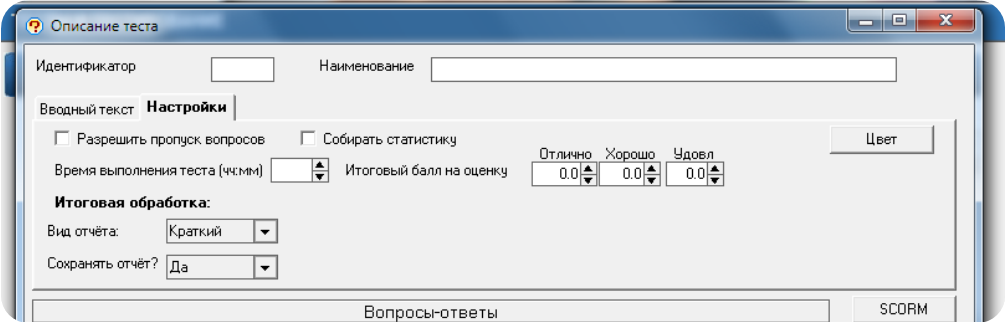 Описание теста
Идентификатор Наименование
Вводный текст Настройки
Разрешить пропуск вопросов Собирать статистику Цвет
Отлично Хорошо Удовл
Время выполнения теста (чч:мм) Итоговый балл на оценку 0.0 0.0 0.0
Итоговая обработка:
Вид отчёта: Краткий
Сохранять отчёт? Да
Вопросы-ответы SCORM